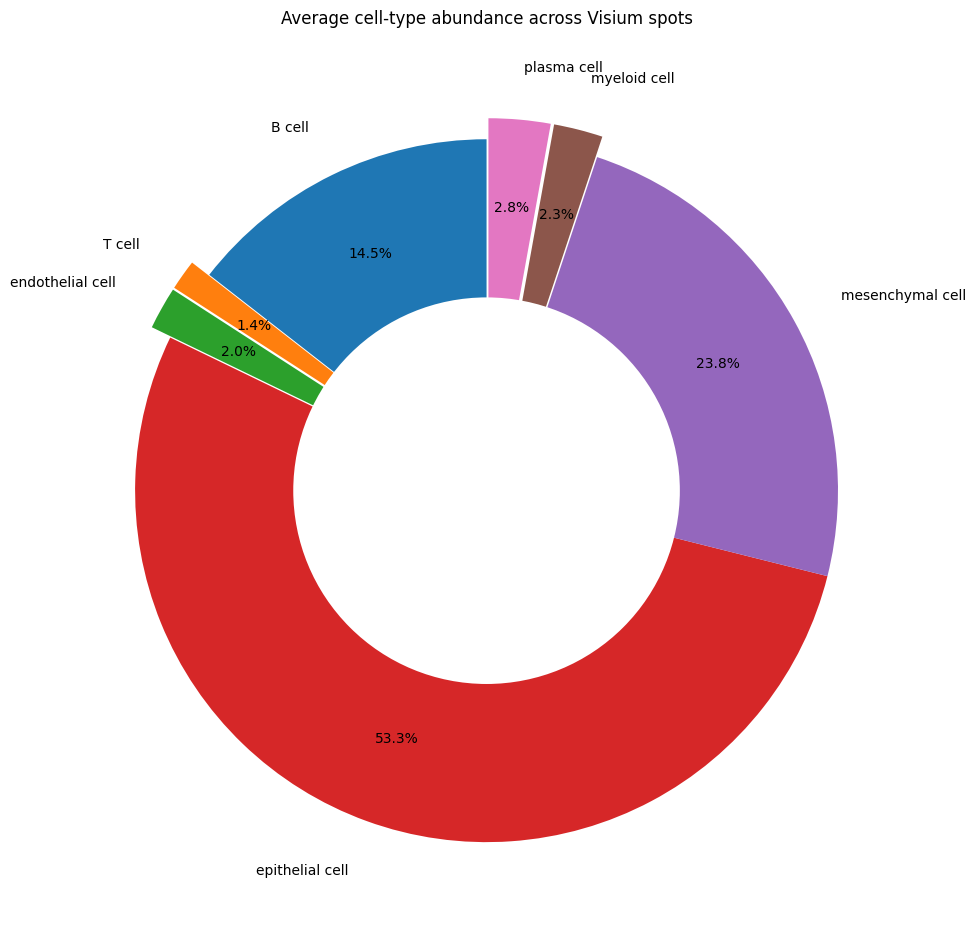 Average cell-type abundance across Visium spots
plasma cell
myeloid cell
B cell
2.8%
2.3%
14.5%
T cell
endothelial cell
mesenchymal cell
1.4%
2.0%
23.8%
53.3%
epithelial cell